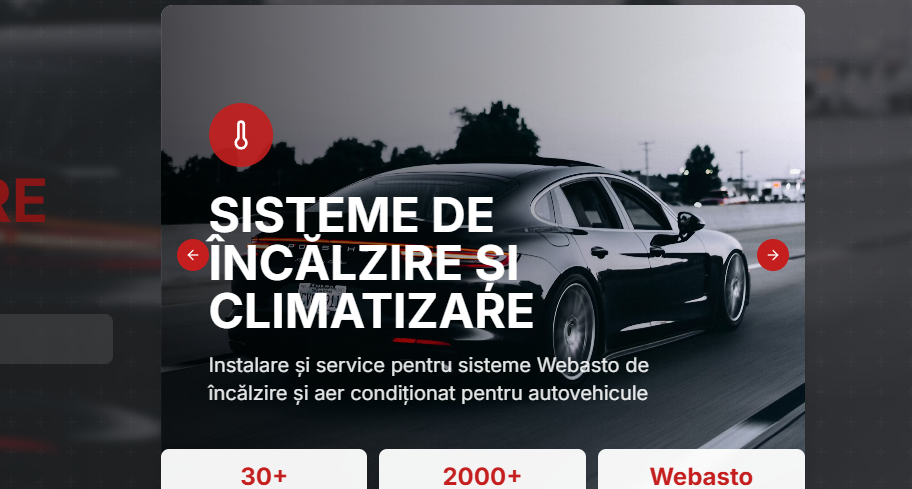 RE
SISTEME DE
ÎNCĂLZIRE ȘI
CLIMATIZARE
Instalare și service pentru sisteme Webasto de
încălzire și aer condiționat pentru autovehicule
30+
2000+
Webasto